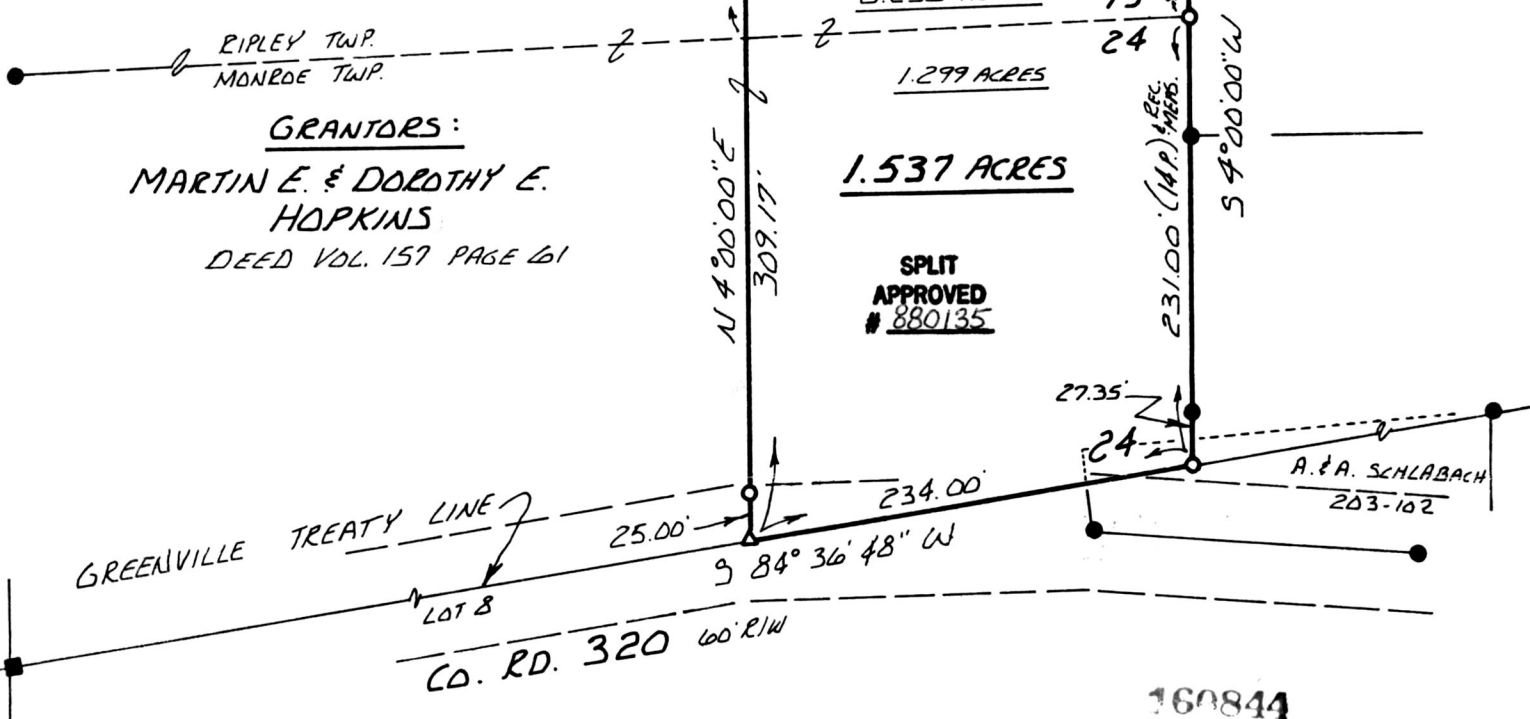 ACRES
RIPLEY TWP.
MONROE TWP.
24
1.299 ACRES
GRANTORS:
MARTIN E. & DOROTHY E.
HOPKINS
DEED VOL. 157 PAGE 61
1.537 ACRES
N 4°00'00" E
309.17'
231.00' (14P.) REC. & MEAS.
S 4°00'00" W
SPLIT
APPROVED
# 880135
27.35'
24
A. & A. SCHLABACH
203-102
GREENVILLE TREATY LINE
25.00'
234.00'
S 84° 36' 48" W
LOT 8
CO. RD. 320 60' R/W
160844